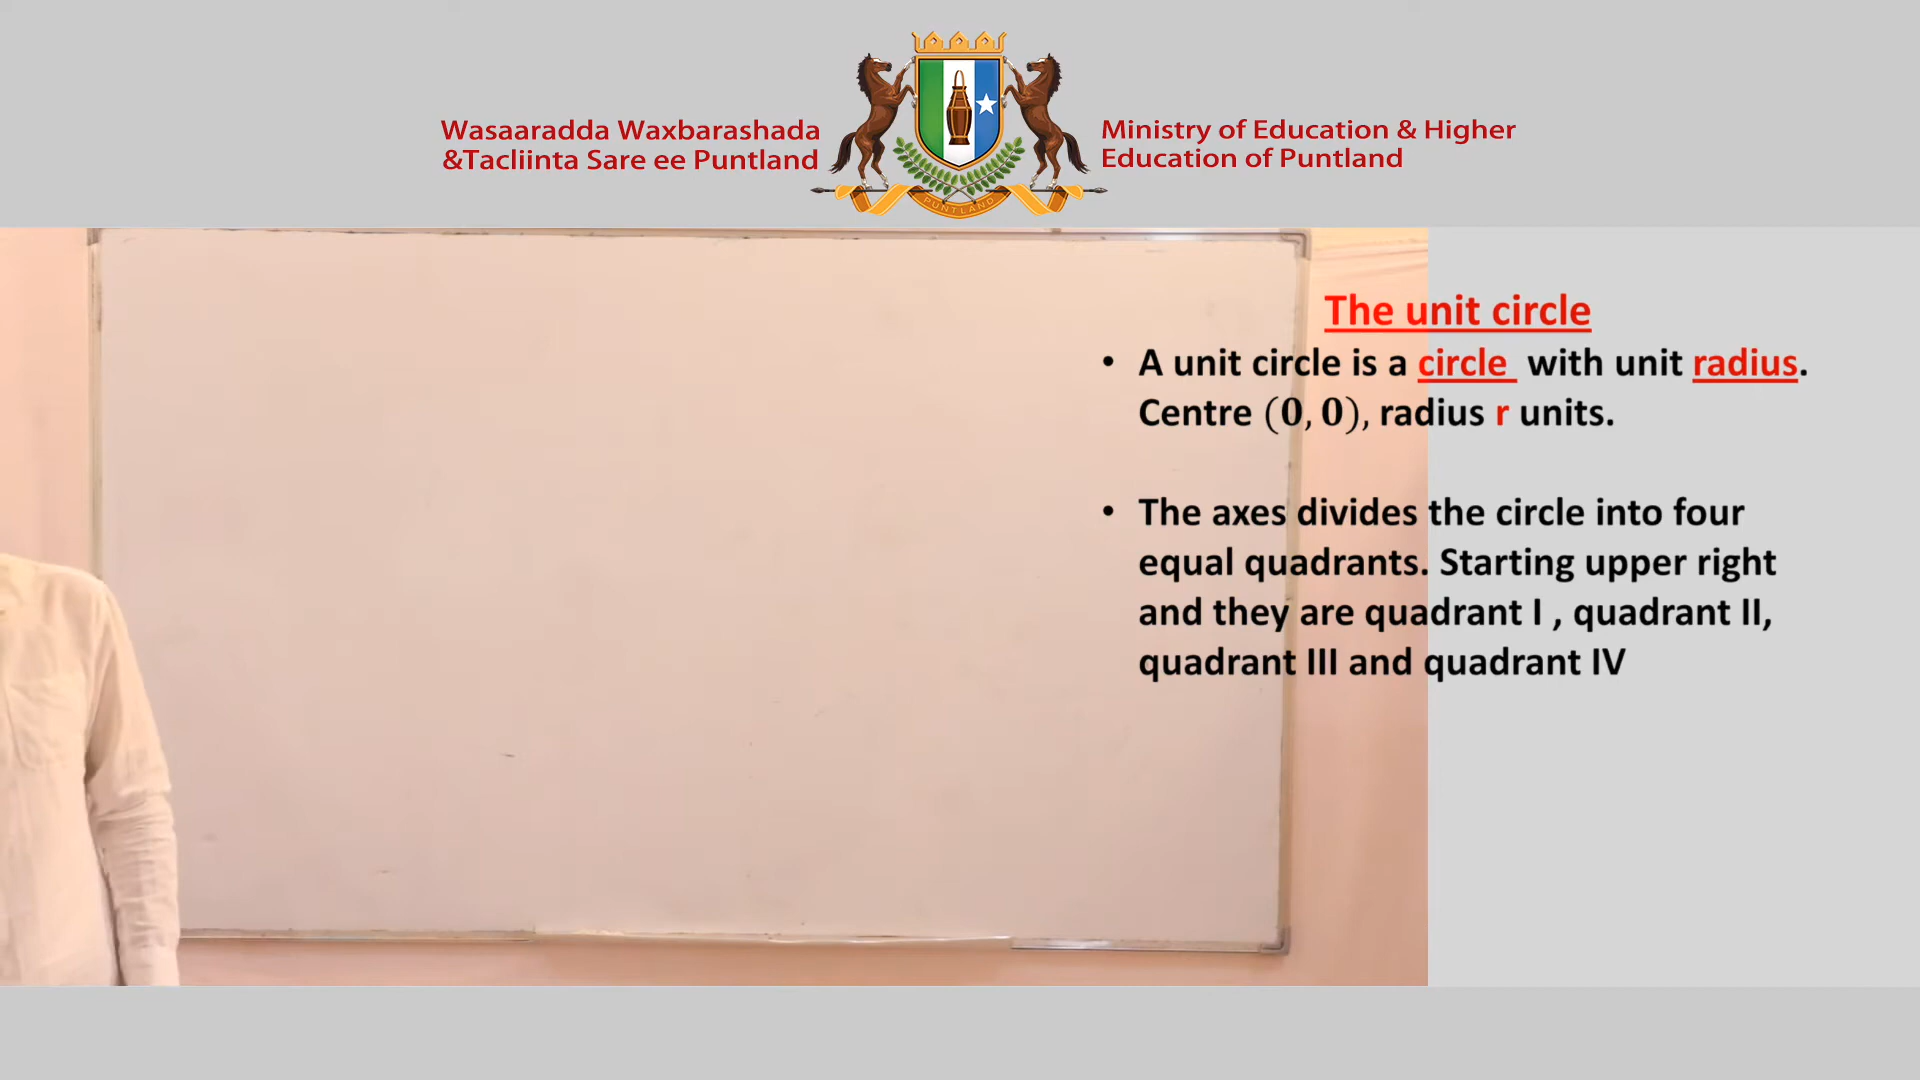 Wasaaradda Waxbarashada
&Tacliinta Sare ee Puntland
PUNTLAND
Ministry of Education & Higher
Education of Puntland
The unit circle
• A unit circle is a circle with unit radius.
Centre (0, 0), radius r units.
• The axes divides the circle into four
equal quadrants. Starting upper right
and they are quadrant I , quadrant II,
quadrant III and quadrant IV